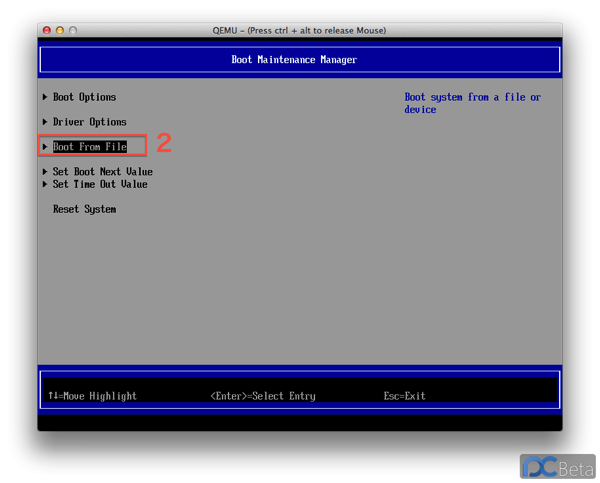 QEMU - (Press ctrl + alt to release Mouse)
Boot Maintenance Manager
Boot Options
Boot system from a file or
device
Driver Options
Boot From File
2
Set Boot Next Value
Set Time Out Value
Reset System
↑↓=Move Highlight <Enter>=Select Entry Esc=Exit
PCBeta